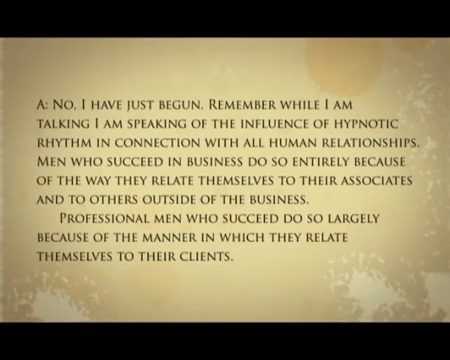 A: No, I have just begun. Remember while I am
talking I am speaking of the influence of hypnotic
rhythm in connection with all human relationships.
Men who succeed in business do so entirely because
of the way they relate themselves to their associates
and to others outside of the business.
Professional men who succeed do so largely
because of the manner in which they relate
themselves to their clients.